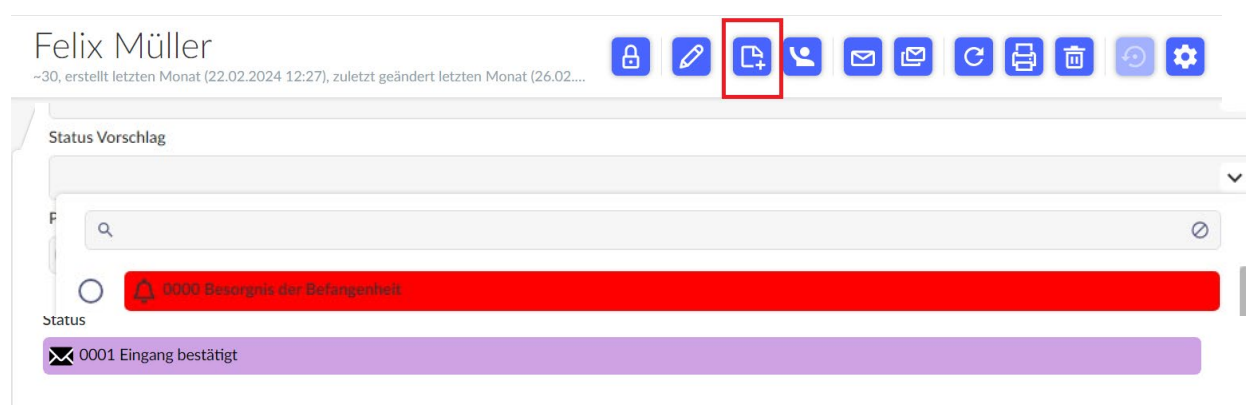 Felix Müller
~30, erstellt letzten Monat (22.02.2024 12:27), zuletzt geändert letzten Monat (26.02....
Status Vorschlag
P
0000 Besorgnis der Befangenheit
Status
0001 Eingang bestätigt